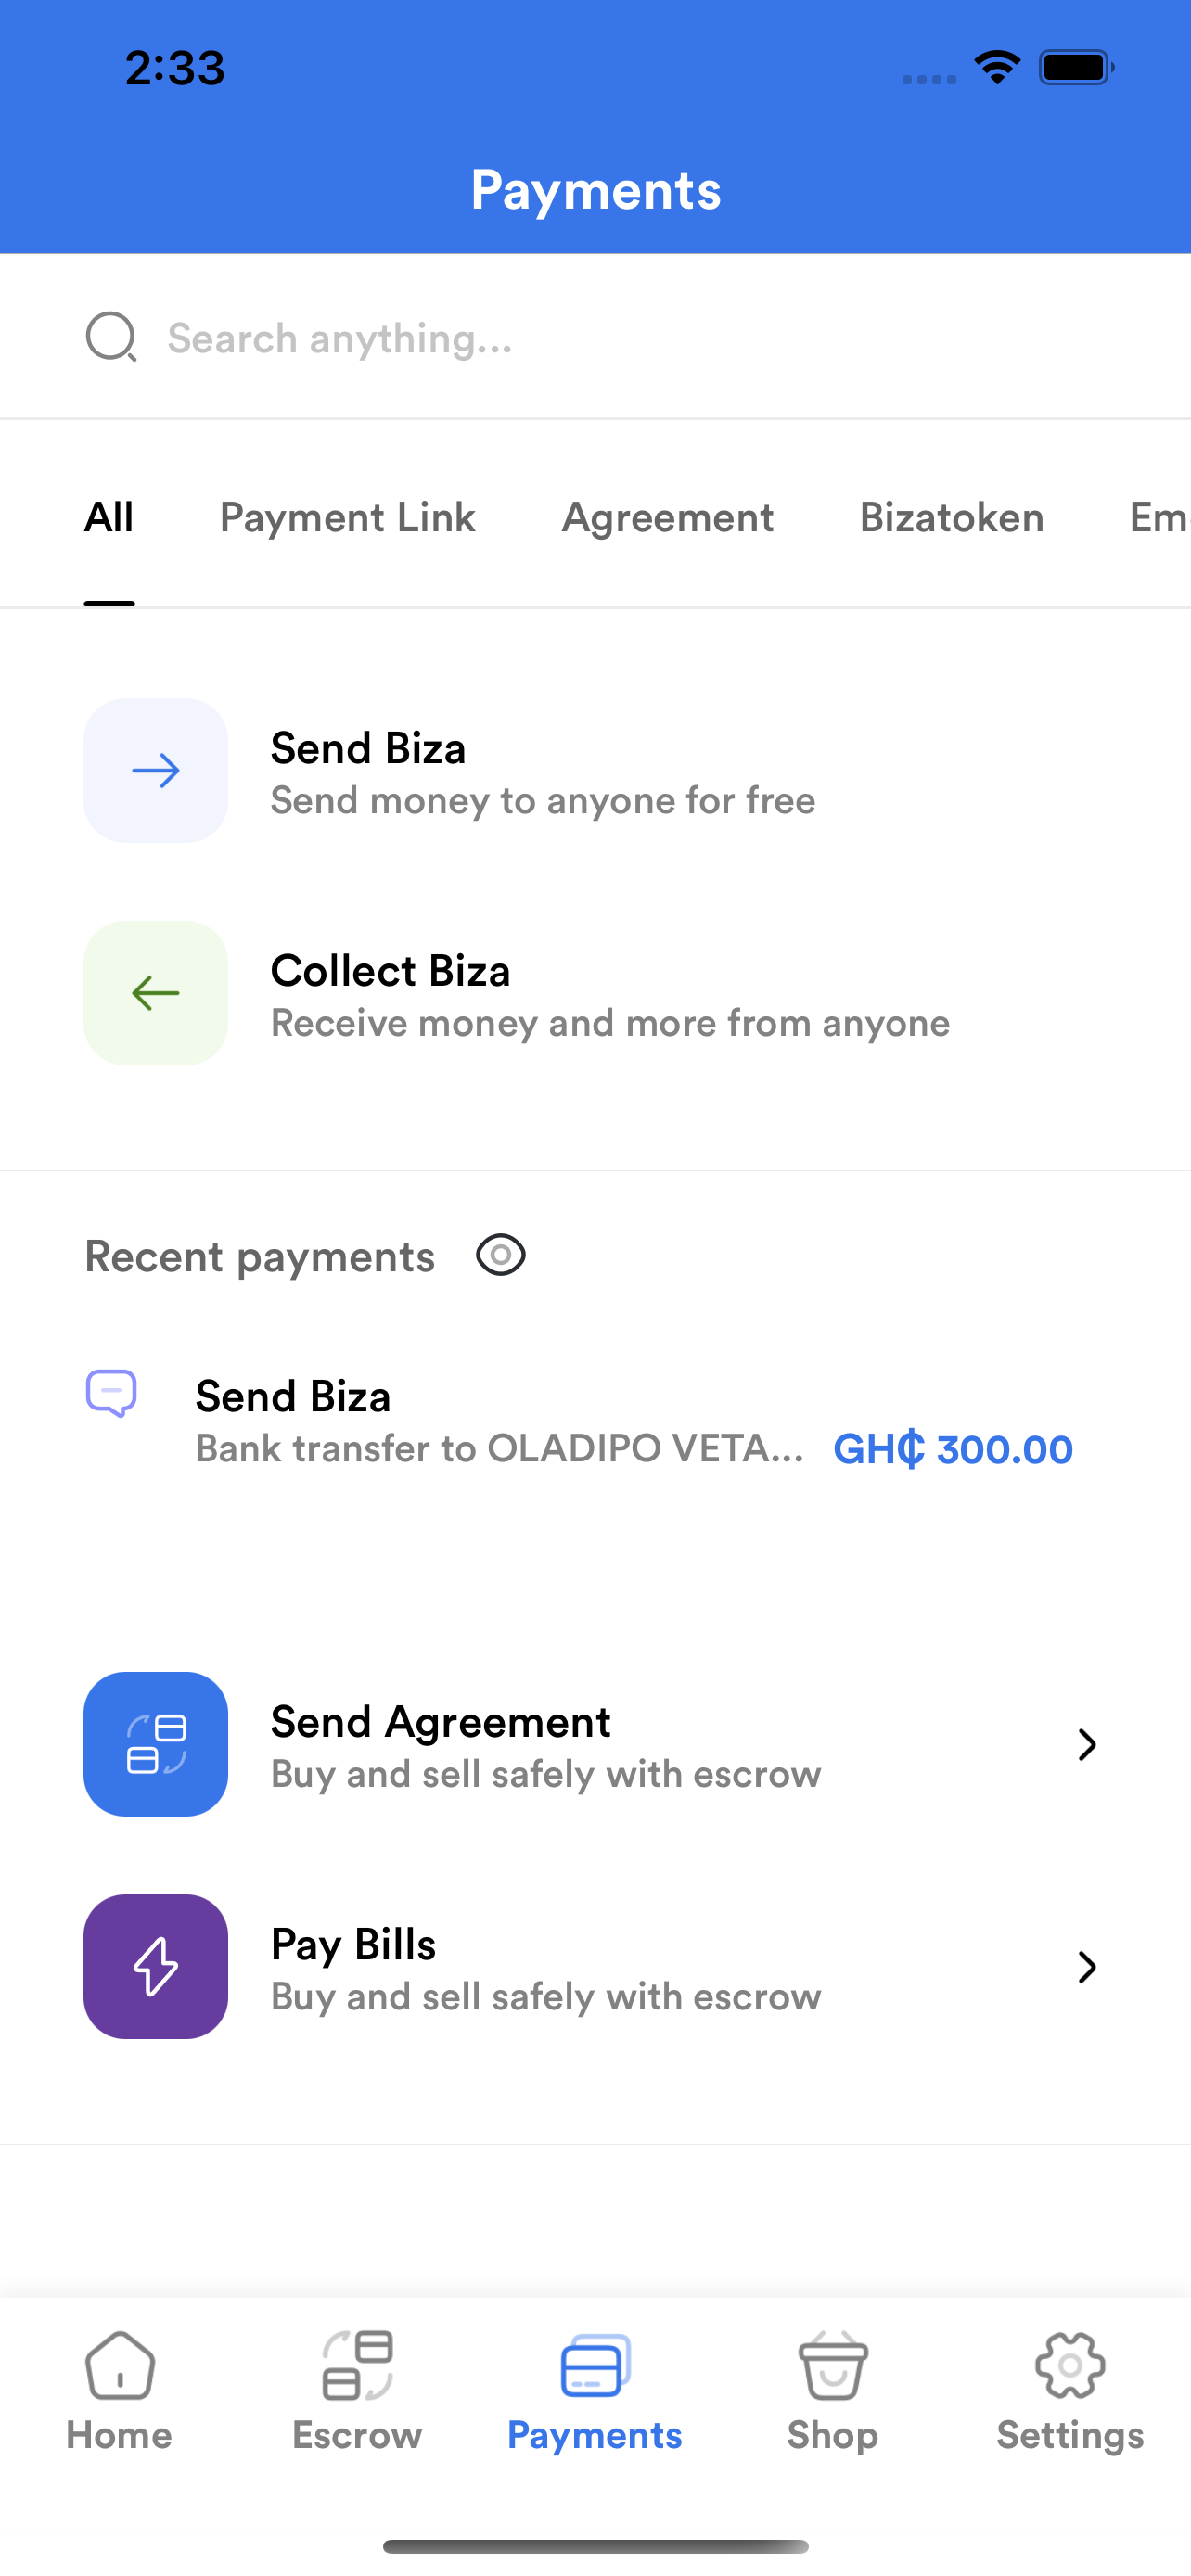 2:33
Payments
Search anything...
All Payment Link Agreement Bizatoken Em
Send Biza
Send money to anyone for free
Collect Biza
Receive money and more from anyone
Recent payments
Send Biza
Bank transfer to OLADIPO VETA... GH₵ 300.00
Send Agreement
Buy and sell safely with escrow
Pay Bills
Buy and sell safely with escrow
Home Escrow Payments Shop Settings